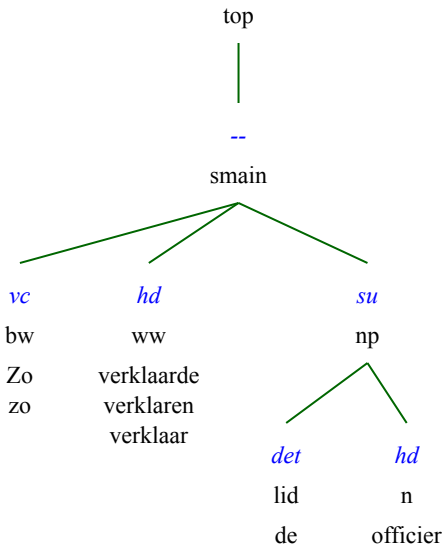 top
--
smain
vc hd su
bw ww np
Zo verklaarde
zo verklaren
verklaar
det hd
lid n
de officier